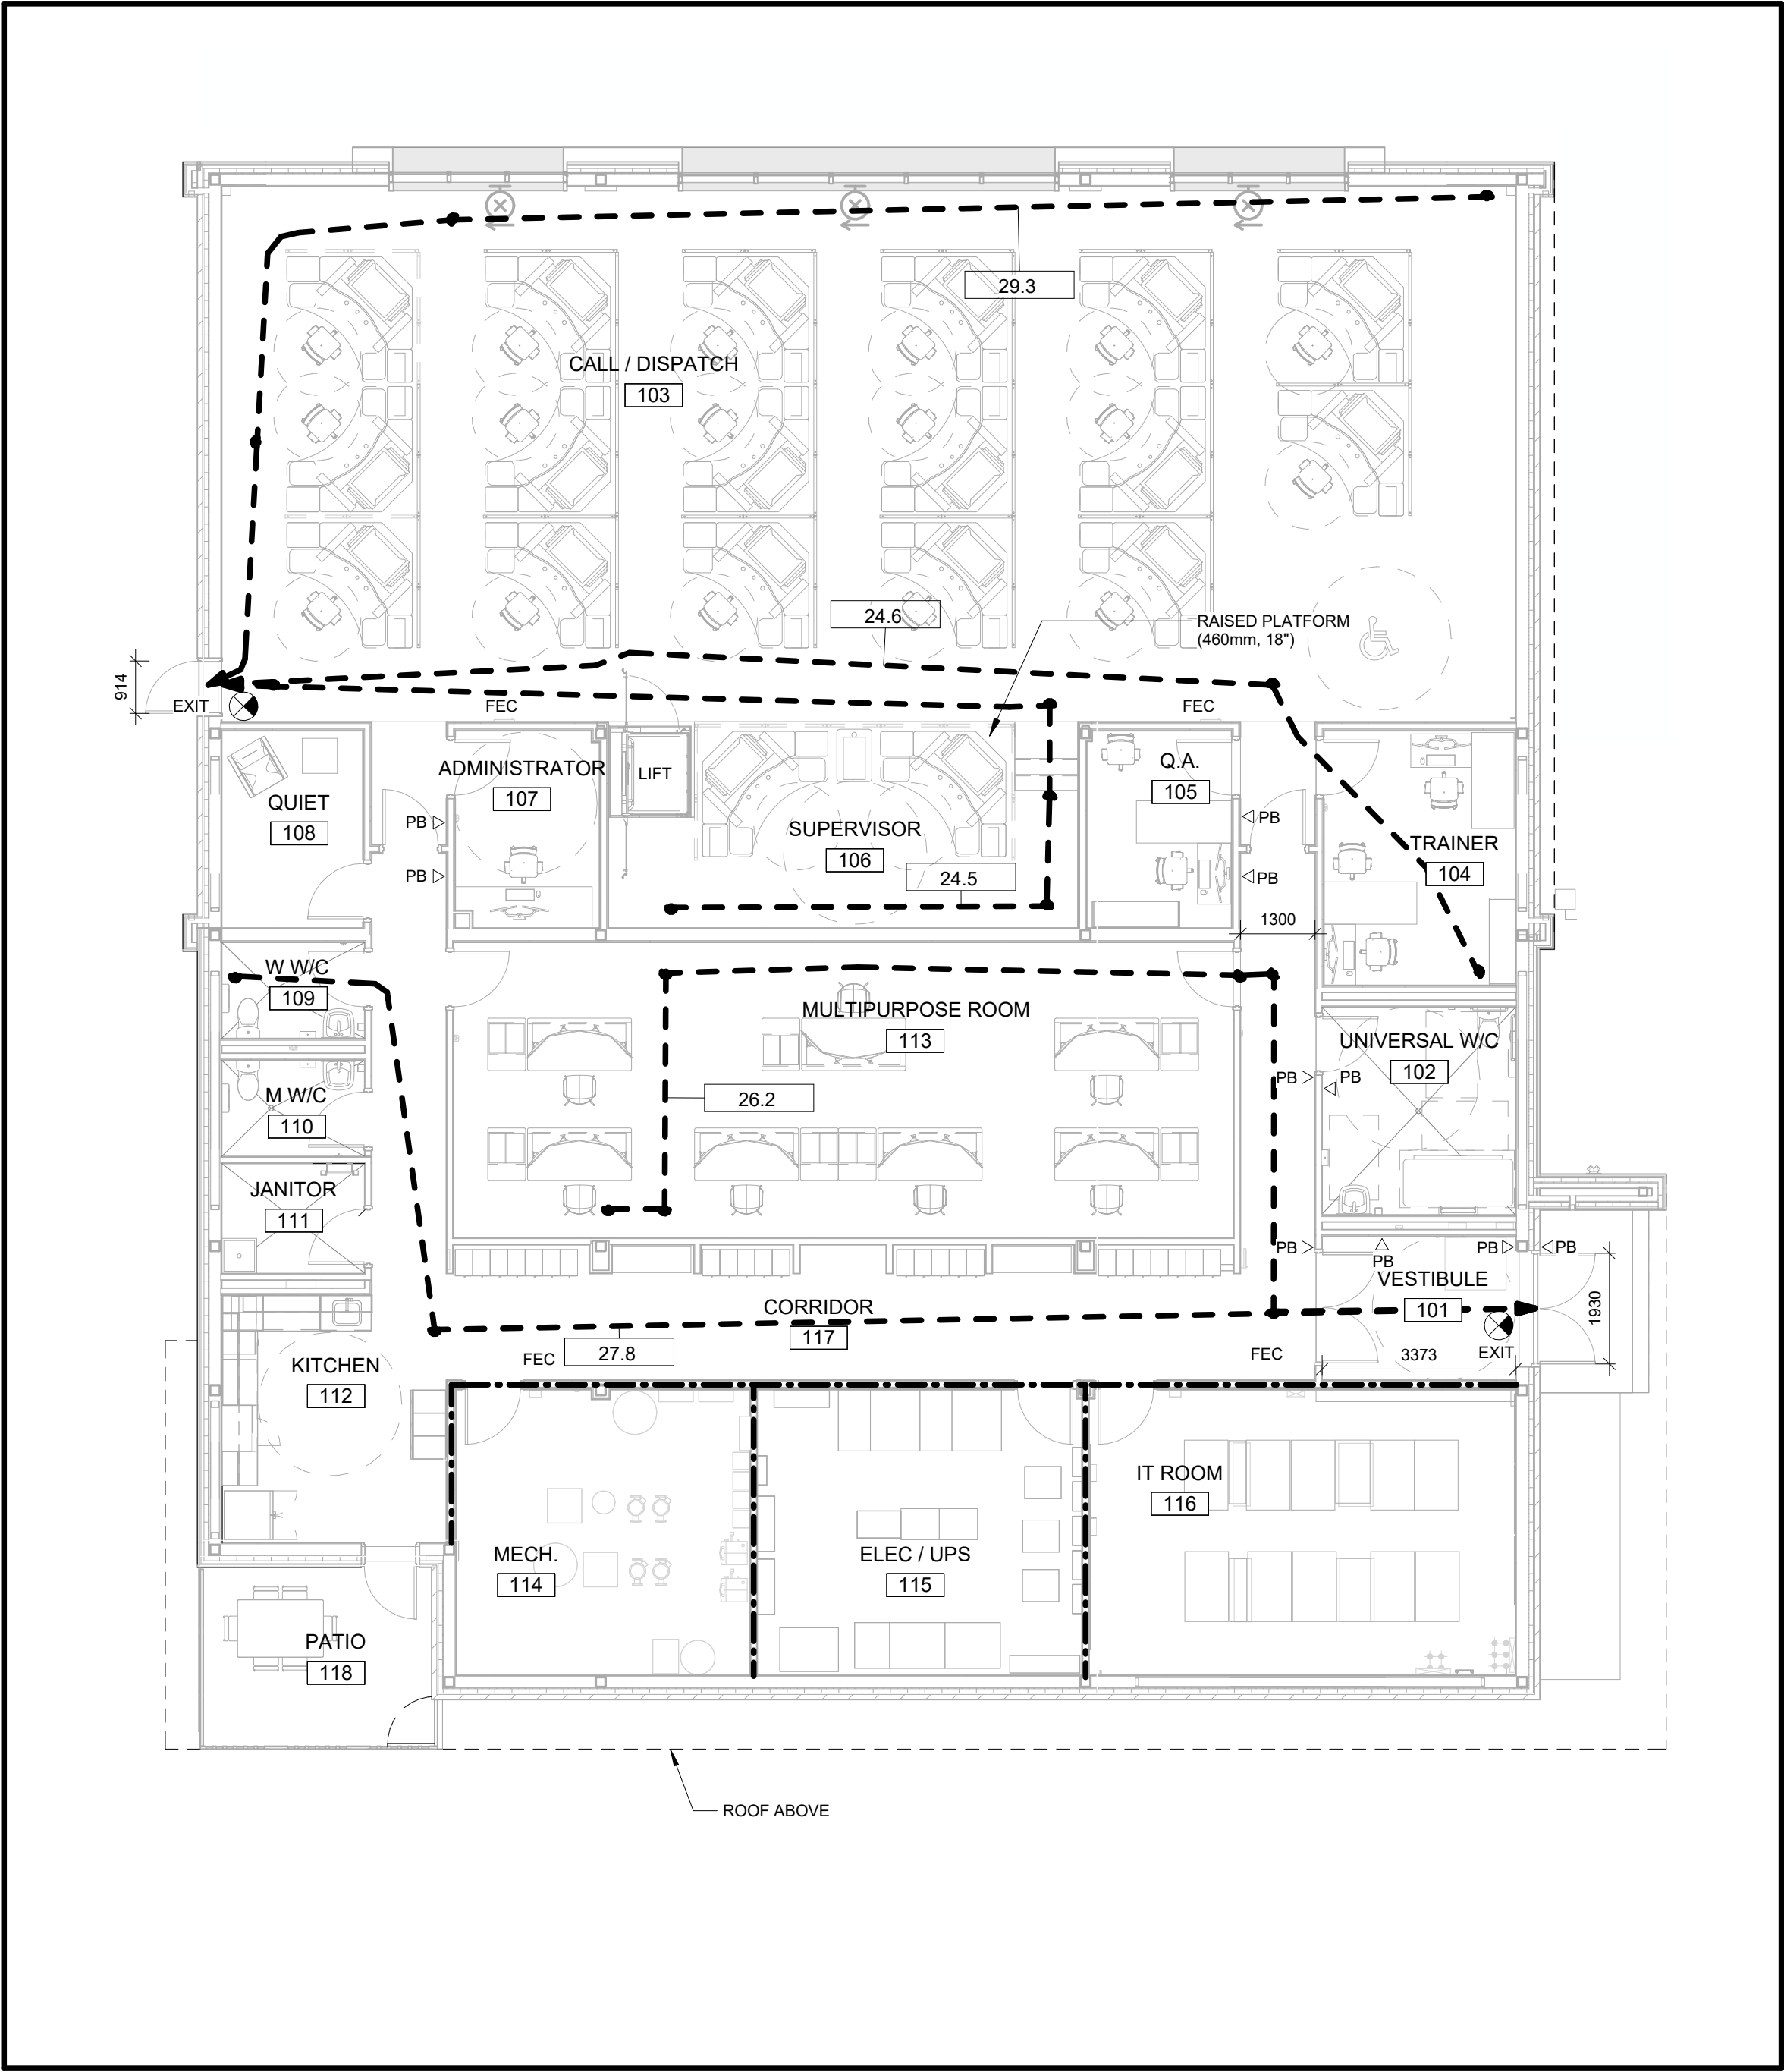 29.3
CALL / DISPATCH
103
24.6
RAISED PLATFORM
(460mm, 18")
914
EXIT
FEC
FEC
QUIET
108
ADMINISTRATOR
107
LIFT
SUPERVISOR
106
Q.A.
105
TRAINER
104
PB
PB
PB
PB
24.5
1300
W W/C
109
MULTIPURPOSE ROOM
113
UNIVERSAL W/C
102
PB
PB
M W/C
110
26.2
JANITOR
111
PB
PB
PB
PB
VESTIBULE
101
1930
CORRIDOR
117
FEC
27.8
FEC
3373
EXIT
KITCHEN
112
IT ROOM
116
MECH.
114
ELEC / UPS
115
PATIO
118
ROOF ABOVE